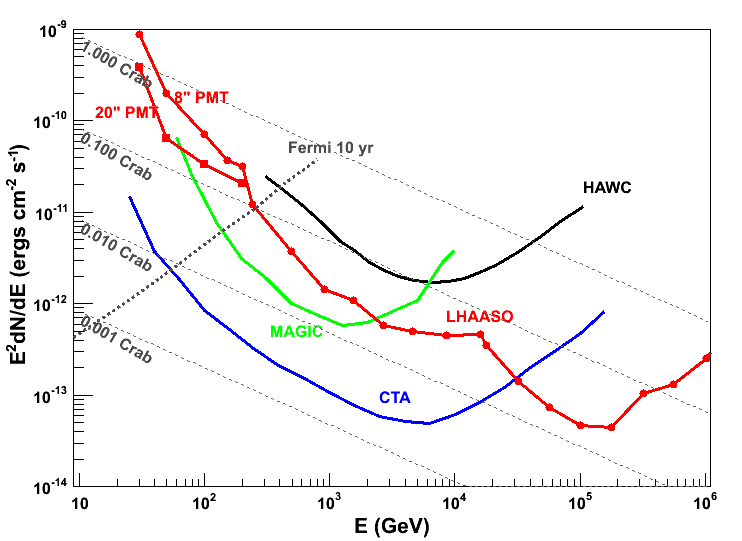 10⁻⁹
10⁻¹⁰
10⁻¹¹
10⁻¹²
10⁻¹³
10⁻¹⁴
E²dN/dE (ergs cm⁻² s⁻¹)
1.000 Crab
8" PMT
20" PMT
0.100 Crab
Fermi 10 yr
HAWC
0.010 Crab
LHAASO
MAGIC
0.001 Crab
CTA
10 10² 10³ 10⁴ 10⁵ 10⁶
E (GeV)